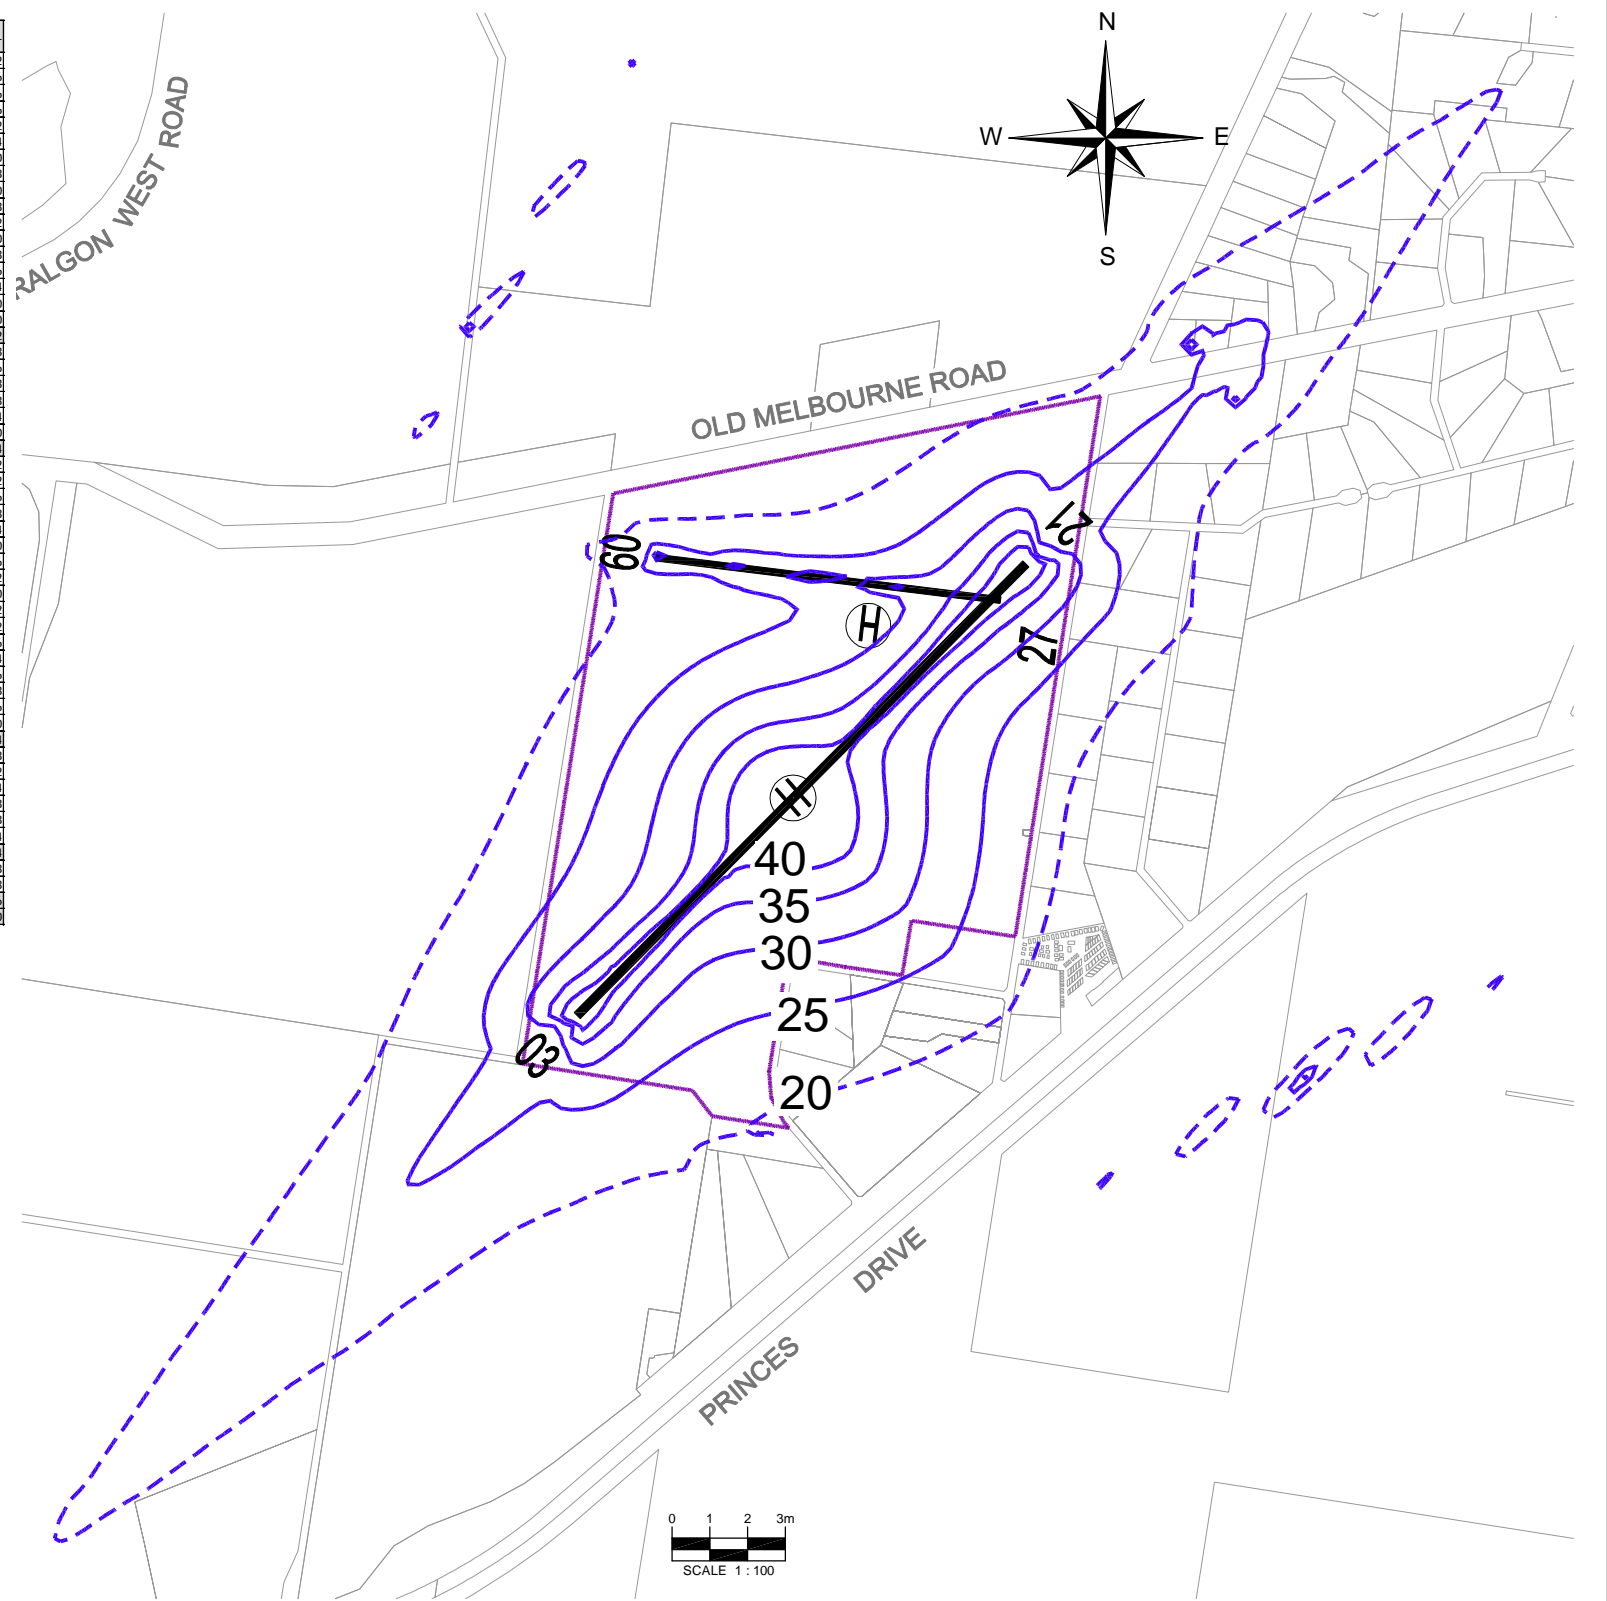 N
W
E
S
RALGON WEST ROAD
OLD MELBOURNE ROAD
09
21
H
27
H
40
35
30
25
03
20
PRINCES DRIVE
0 1 2 3m
SCALE 1 : 100